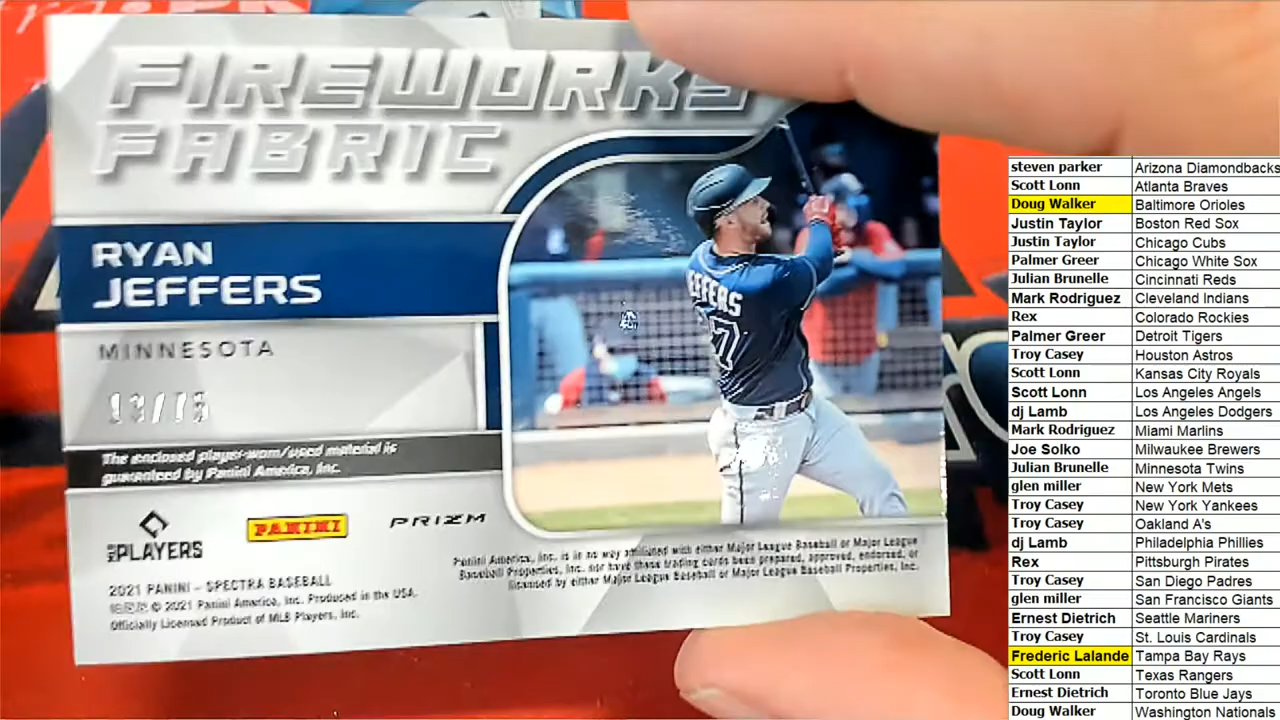 FIREWORKS
FABRIC
RYAN
JEFFERS
MINNESOTA
The enclosed player-worn/used material is
guaranteed by Panini America, Inc.
JEFFERS
PLAYERS
PANINI
PRIZM
2021 PANINI - SPECTRA BASEBALL
© 2021 Panini America, Inc. Produced in the USA.
Officially Licensed Product of MLB Players, Inc.
Panini America, Inc. is in no way affiliated with either Major League Baseball or Major League
Baseball Properties, Inc. nor have these trading cards been prepared, approved, endorsed, or
licensed by either Major League Baseball or Major League Baseball Properties, Inc.
steven parker Arizona Diamondbacks
Scott Lonn Atlanta Braves
Doug Walker Baltimore Orioles
Justin Taylor Boston Red Sox
Justin Taylor Chicago Cubs
Palmer Greer Chicago White Sox
Julian Brunelle Cincinnati Reds
Mark Rodriguez Cleveland Indians
Rex Colorado Rockies
Palmer Greer Detroit Tigers
Troy Casey Houston Astros
Scott Lonn Kansas City Royals
Scott Lonn Los Angeles Angels
dj Lamb Los Angeles Dodgers
Mark Rodriguez Miami Marlins
Joe Solko Milwaukee Brewers
Julian Brunelle Minnesota Twins
glen miller New York Mets
Troy Casey New York Yankees
Troy Casey Oakland A's
dj Lamb Philadelphia Phillies
Rex Pittsburgh Pirates
Troy Casey San Diego Padres
glen miller San Francisco Giants
Ernest Dietrich Seattle Mariners
Troy Casey St. Louis Cardinals
Frederic Lalande Tampa Bay Rays
Scott Lonn Texas Rangers
Ernest Dietrich Toronto Blue Jays
Doug Walker Washington Nationals